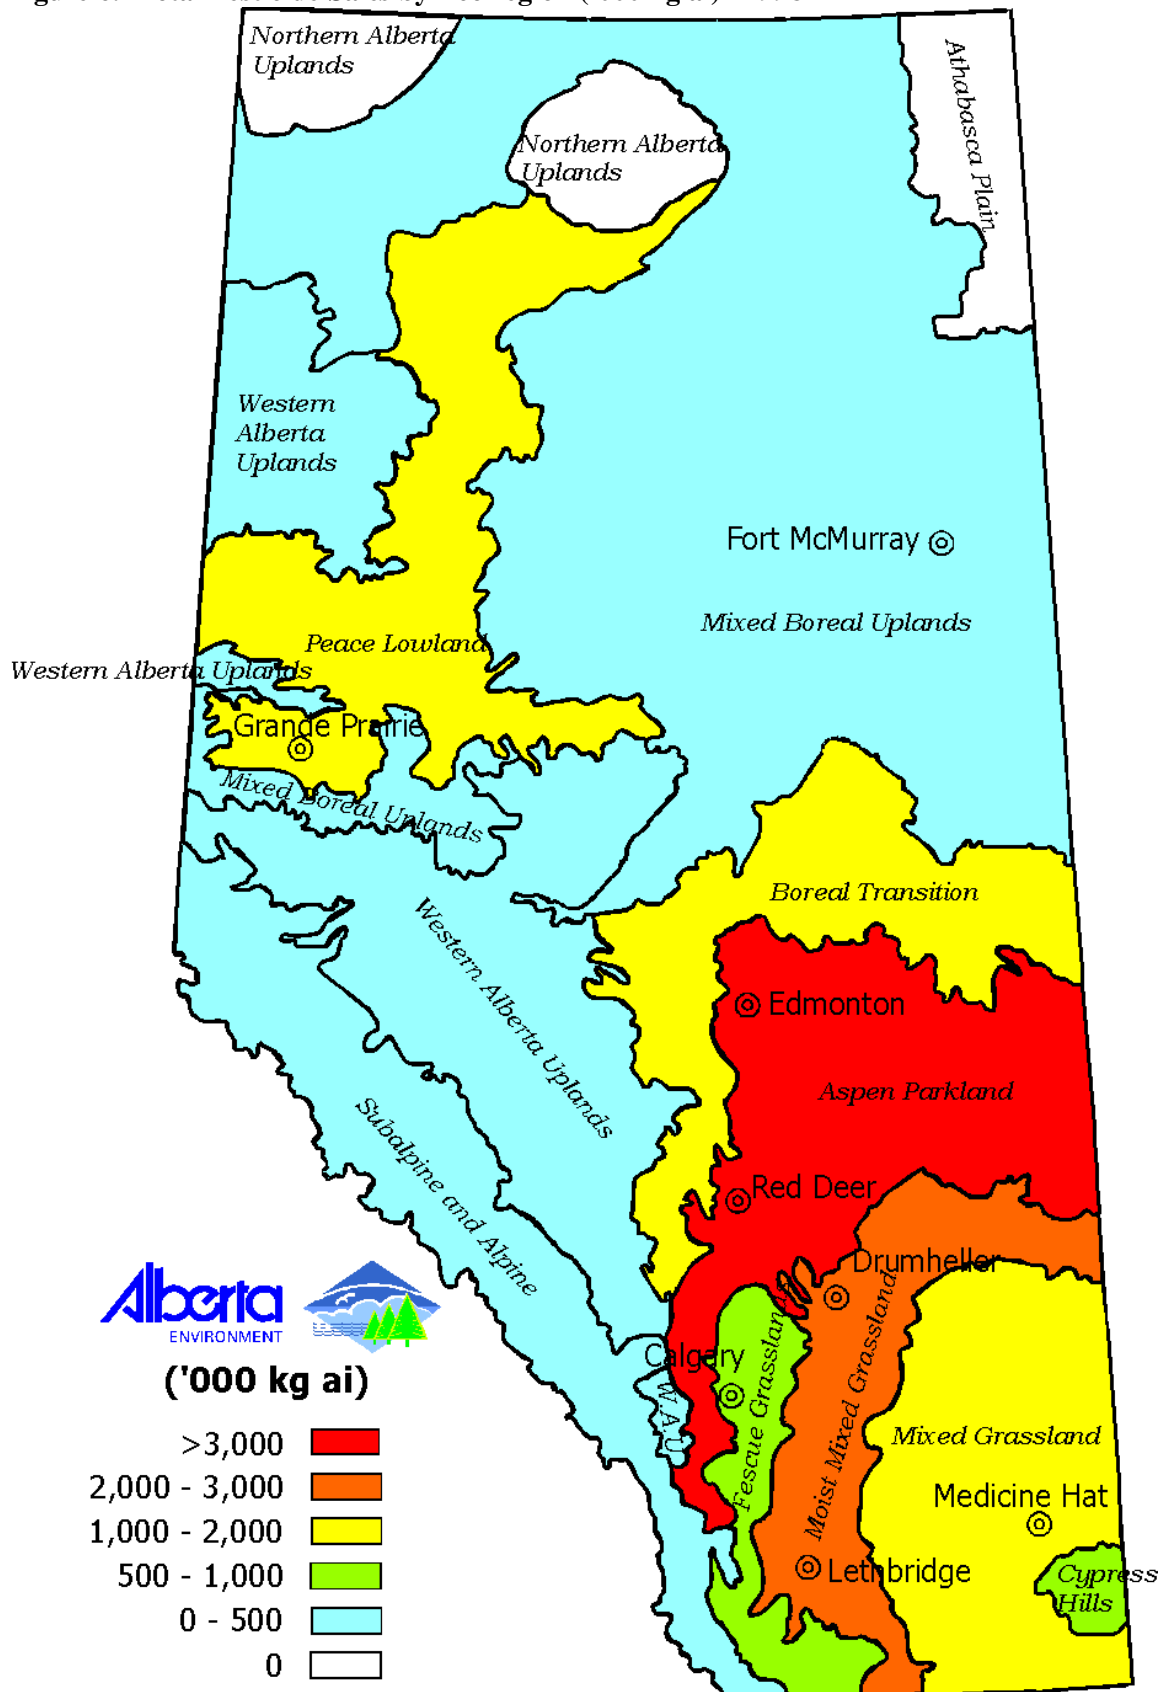 Northern Alberta
Uplands
Athabasca Plain
Northern Alberta
Uplands
Western
Alberta
Uplands
Fort McMurray
Mixed Boreal Uplands
Peace Lowland
Western Alberta Uplands
Grande Prairie
Mixed Boreal Uplands
Boreal Transition
Western Alberta Uplands
Edmonton
Aspen Parkland
Subalpine and Alpine
Red Deer
Drumheller
Alberta
ENVIRONMENT
Calgary
W.A.U
Fescue Grassland
Moist Mixed Grassland
Mixed Grassland
Medicine Hat
Lethbridge
Cypress
Hills
('000 kg ai)
>3,000
2,000 - 3,000
1,000 - 2,000
500 - 1,000
0 - 500
0